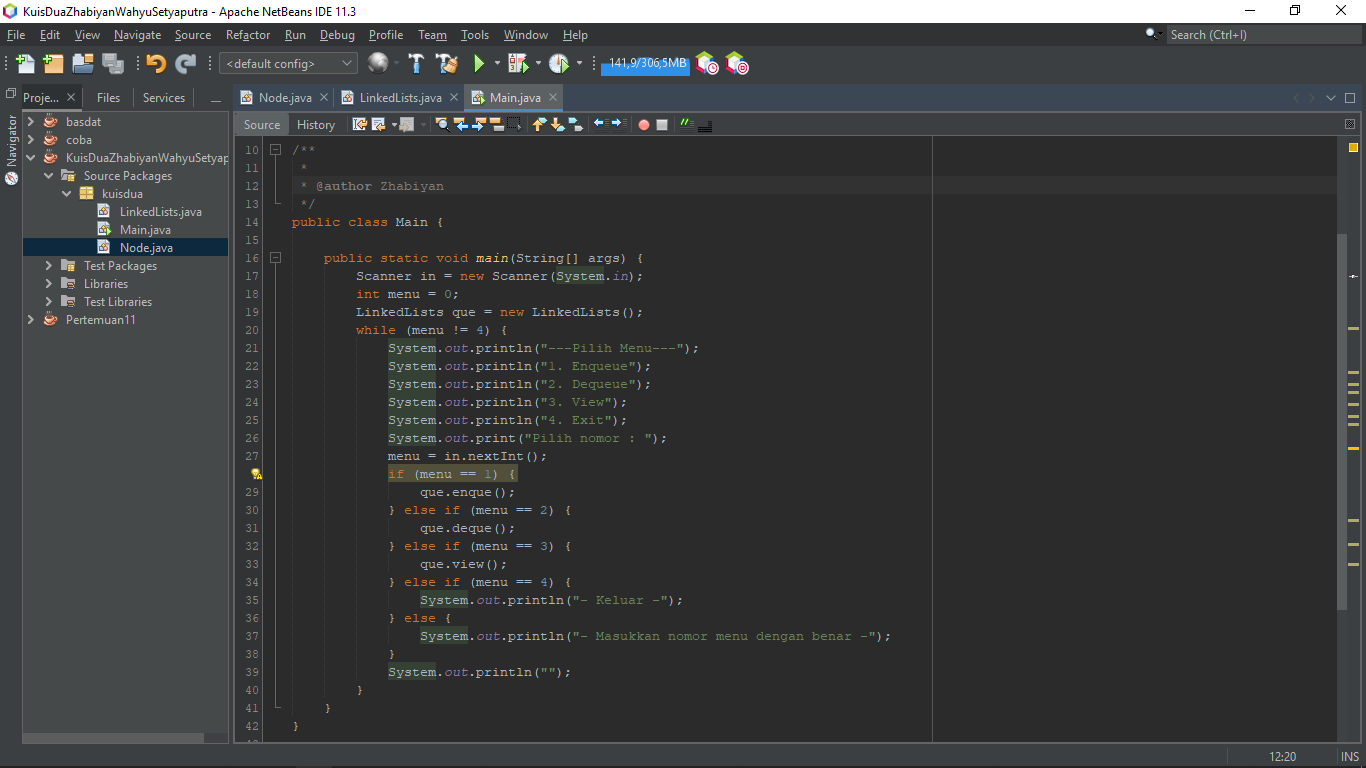 KuisDuaZhabiyanWahyuSetyaputra - Apache NetBeans IDE 11.3
File Edit View Navigate Source Refactor Run Debug Profile Team Tools Window Help
Search (Ctrl+I)
<default config>
141,9/306,5MB
Proje... Files Services
Node.java LinkedLists.java Main.java
Source History
Navigator
basdat
coba
KuisDuaZhabiyanWahyuSetyap
Source Packages
kuisdua
LinkedLists.java
Main.java
Node.java
Test Packages
Libraries
Test Libraries
Pertemuan11
10 /**
11 *
12 * @author Zhabiyan
13 */
14 public class Main {
15
16 public static void main(String[] args) {
17 Scanner in = new Scanner(System.in);
18 int menu = 0;
19 LinkedLists que = new LinkedLists();
20 while (menu != 4) {
21 System.out.println("---Pilih Menu---");
22 System.out.println("1. Enqueue");
23 System.out.println("2. Dequeue");
24 System.out.println("3. View");
25 System.out.println("4. Exit");
26 System.out.print("Pilih nomor : ");
27 menu = in.nextInt();
if (menu == 1) {
29 que.enque();
30 } else if (menu == 2) {
31 que.deque();
32 } else if (menu == 3) {
33 que.view();
34 } else if (menu == 4) {
35 System.out.println("- Keluar -");
36 } else {
37 System.out.println("- Masukkan nomor menu dengan benar -");
38 }
39 System.out.println("");
40 }
41 }
42 }
12:20 INS